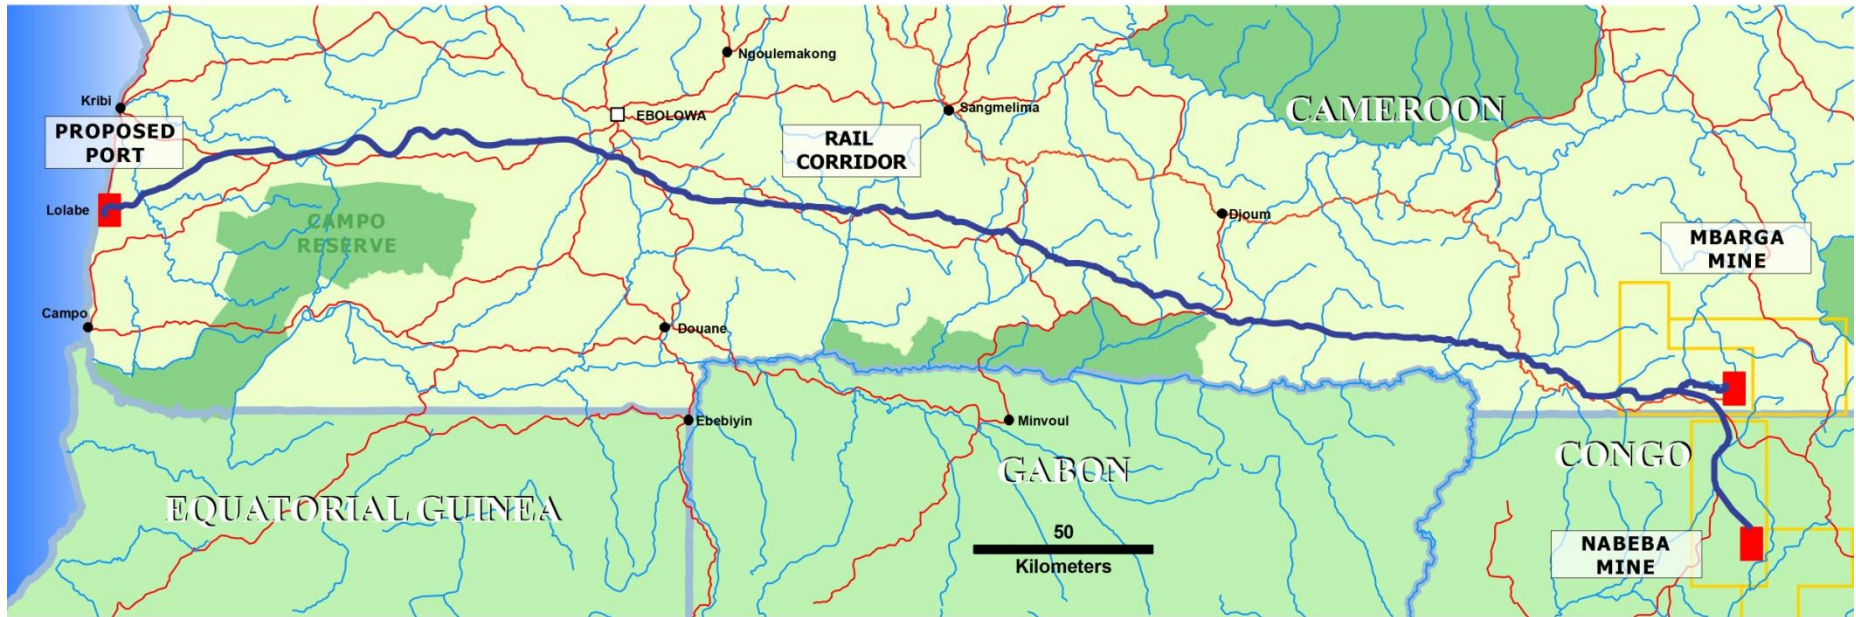 Ngoulemakong
Kribi
EBOLOWA
Sangmelima
CAMEROON
PROPOSED
PORT
RAIL
CORRIDOR
Lolabe
CAMPO
RESERVE
Djoum
MBARGA
MINE
Campo
Douane
Ebebiyin
Minvoul
GABON
CONGO
EQUATORIAL GUINEA
50
Kilometers
NABEBA
MINE